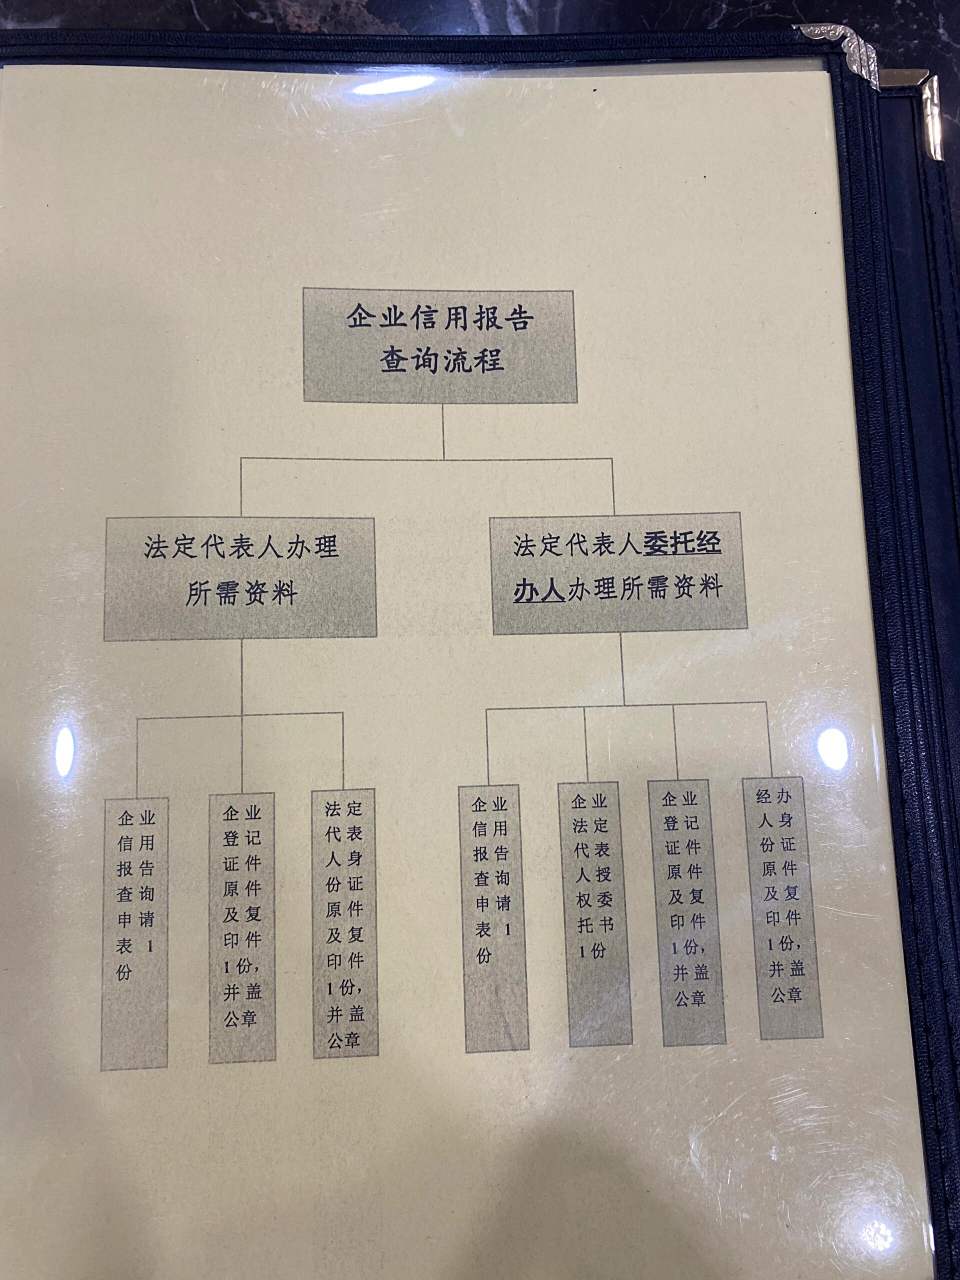 企业信用报告
查询流程
法定代表人办理
所需资料
法定代表人委托经
办人办理所需资料
企业
信用
报告
查询
申请
表 1
份
企业
登记
证件
原件
及复
印件
1份，
并盖
公章
法定
代表
人身
份证
原件
及复
印件
1份，
并盖
公章
企业
信用
报告
查询
申请
表 1
份
企业
法定
代表
人授
权委
托书
1份
企业
登记
证件
原件
及复
印件
1份，
并盖
公章
经办
人身
份证
原件
及复
印件
1份，
并盖
公章